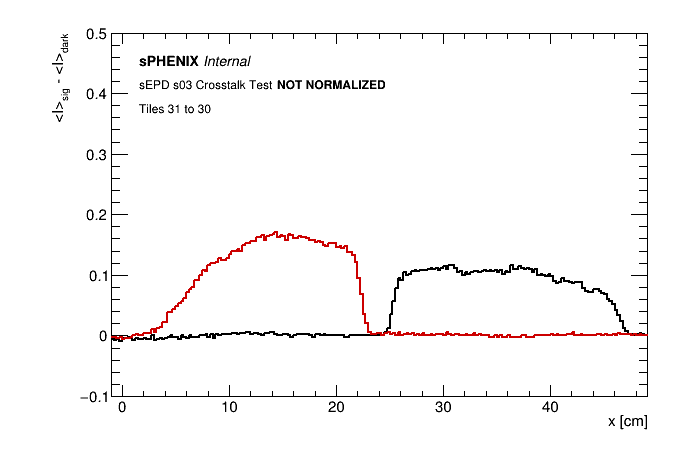 0.5
<I>sig - <I>dark
sPHENIX Internal
sEPD s03 Crosstalk Test NOT NORMALIZED
0.4
Tiles 31 to 30
0.3
0.2
0.1
0
−0.1
0 10 20 30 40
x [cm]